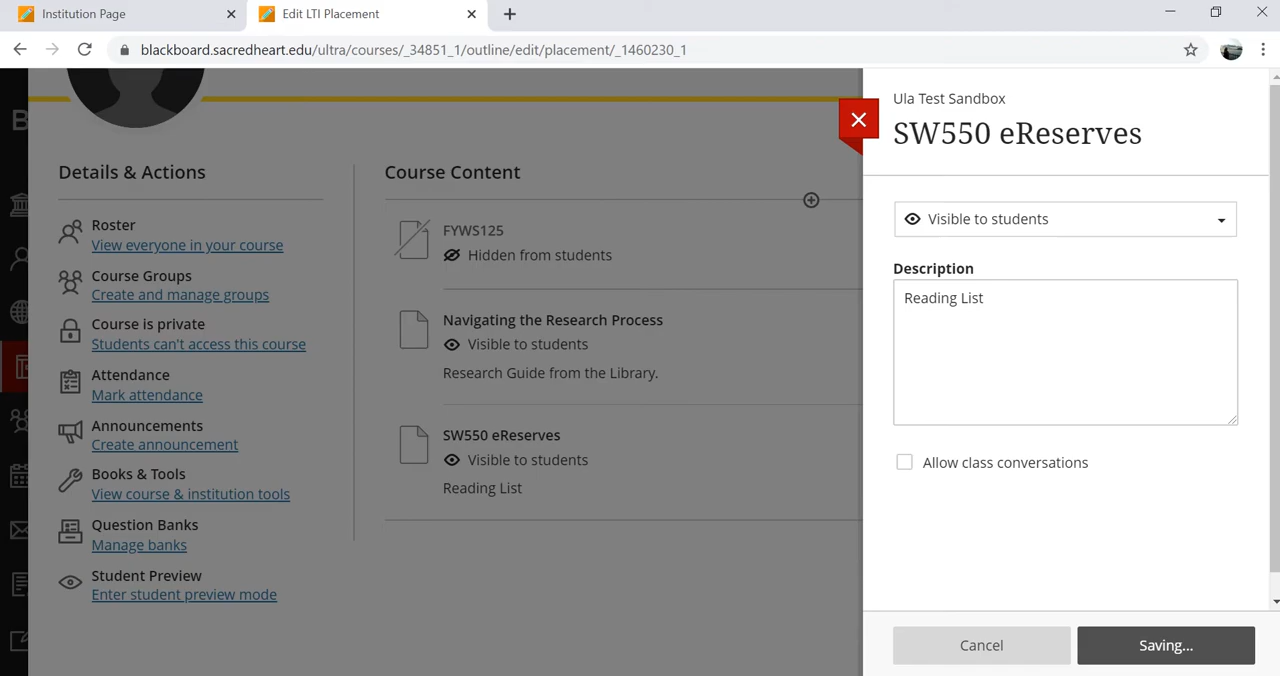 Institution Page
Edit LTI Placement
blackboard.sacredheart.edu/ultra/courses/_34851_1/outline/edit/placement/_1460230_1
B
Details & Actions
Roster
View everyone in your course
Course Groups
Create and manage groups
Course is private
Students can't access this course
Attendance
Mark attendance
Announcements
Create announcement
Books & Tools
View course & institution tools
Question Banks
Manage banks
Student Preview
Enter student preview mode
Course Content
FYWS125
Hidden from students
Navigating the Research Process
Visible to students
Research Guide from the Library.
SW550 eReserves
Visible to students
Reading List
Ula Test Sandbox
SW550 eReserves
Visible to students
Description
Reading List
Allow class conversations
Cancel
Saving...